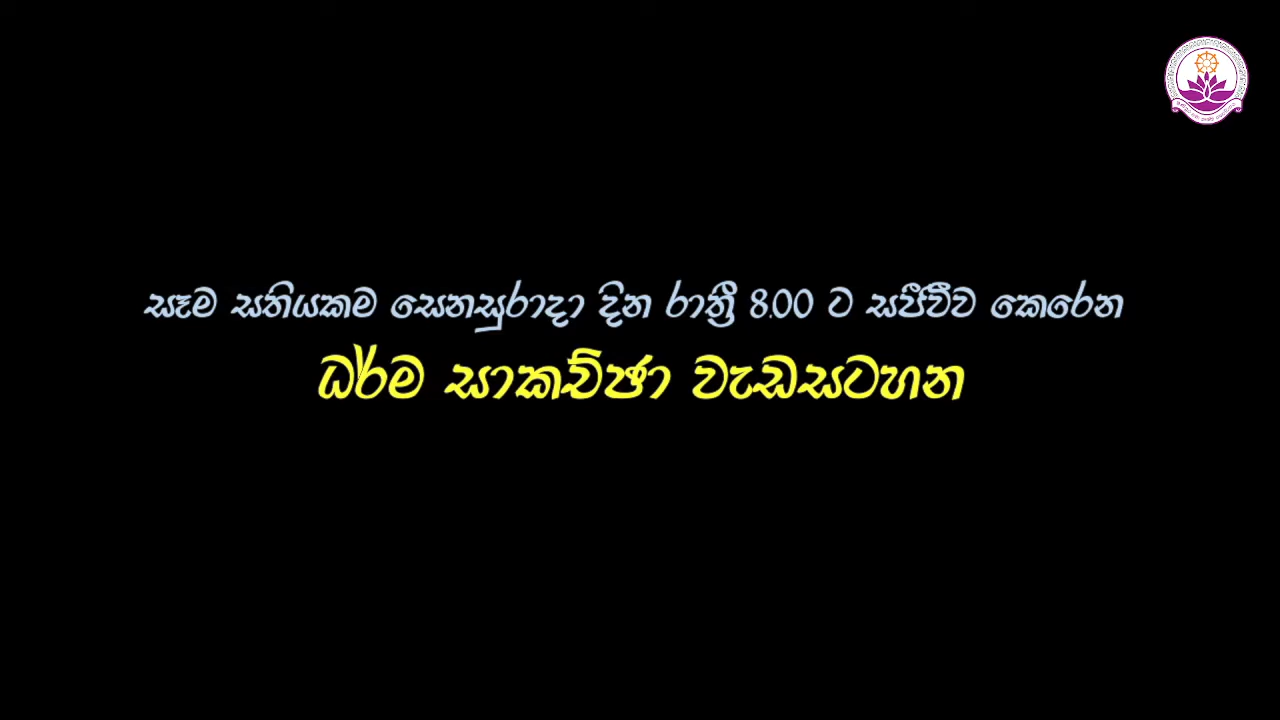 සෑම සතියකම සෙනසුරාදා දින රාත්‍රී 8.00 ට සජීවීව කෙරෙන
ධර්ම සාකච්ඡා වැඩසටහන